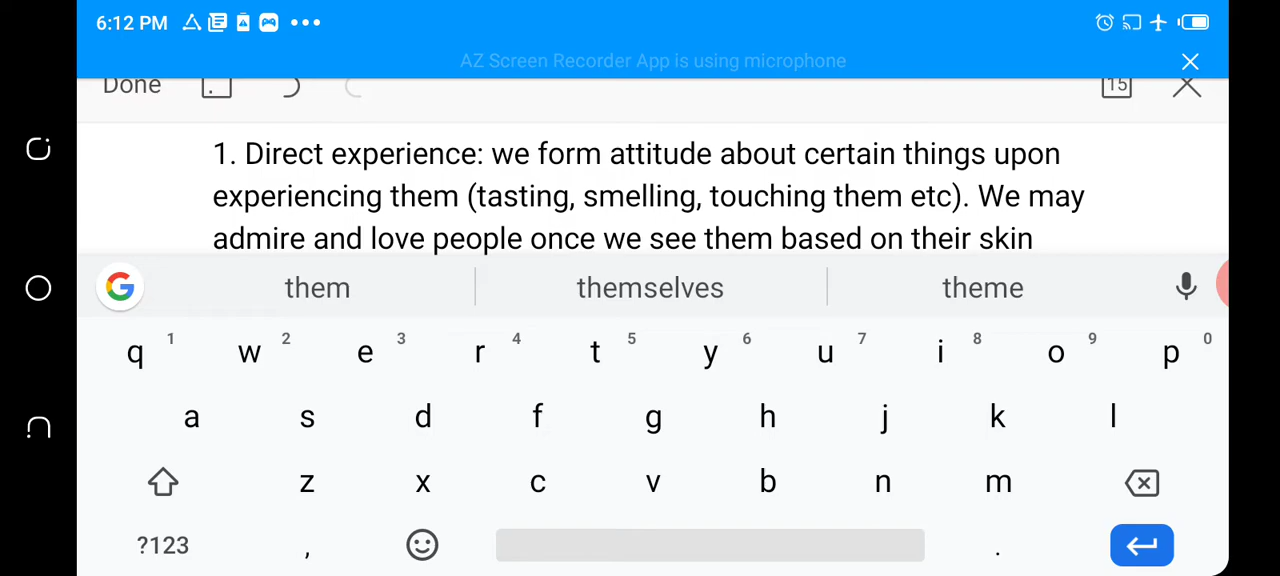 6:12 PM
AZ Screen Recorder App is using microphone
Done
15
1. Direct experience: we form attitude about certain things upon
experiencing them (tasting, smelling, touching them etc). We may
admire and love people once we see them based on their skin
them themselves theme
q 1 w 2 e 3 r 4 t 5 y 6 u 7 i 8 o 9 p 0
a s d f g h j k l
z x c v b n m
?123 , .